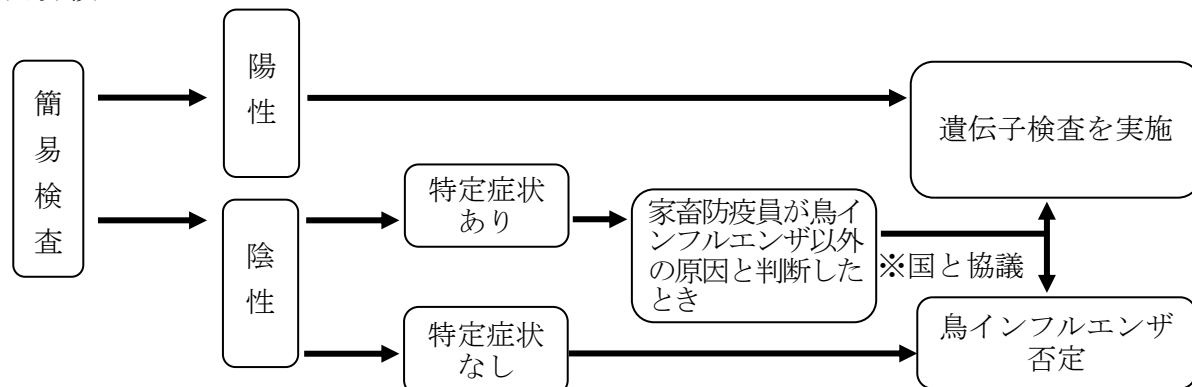 簡易検査
陽性
陰性
特定症状
あり
特定症状
なし
家畜防疫員が鳥イ
ンフルエンザ以外
の原因と判断した
とき
※国と協議
遺伝子検査を実施
鳥インフルエンザ
否定